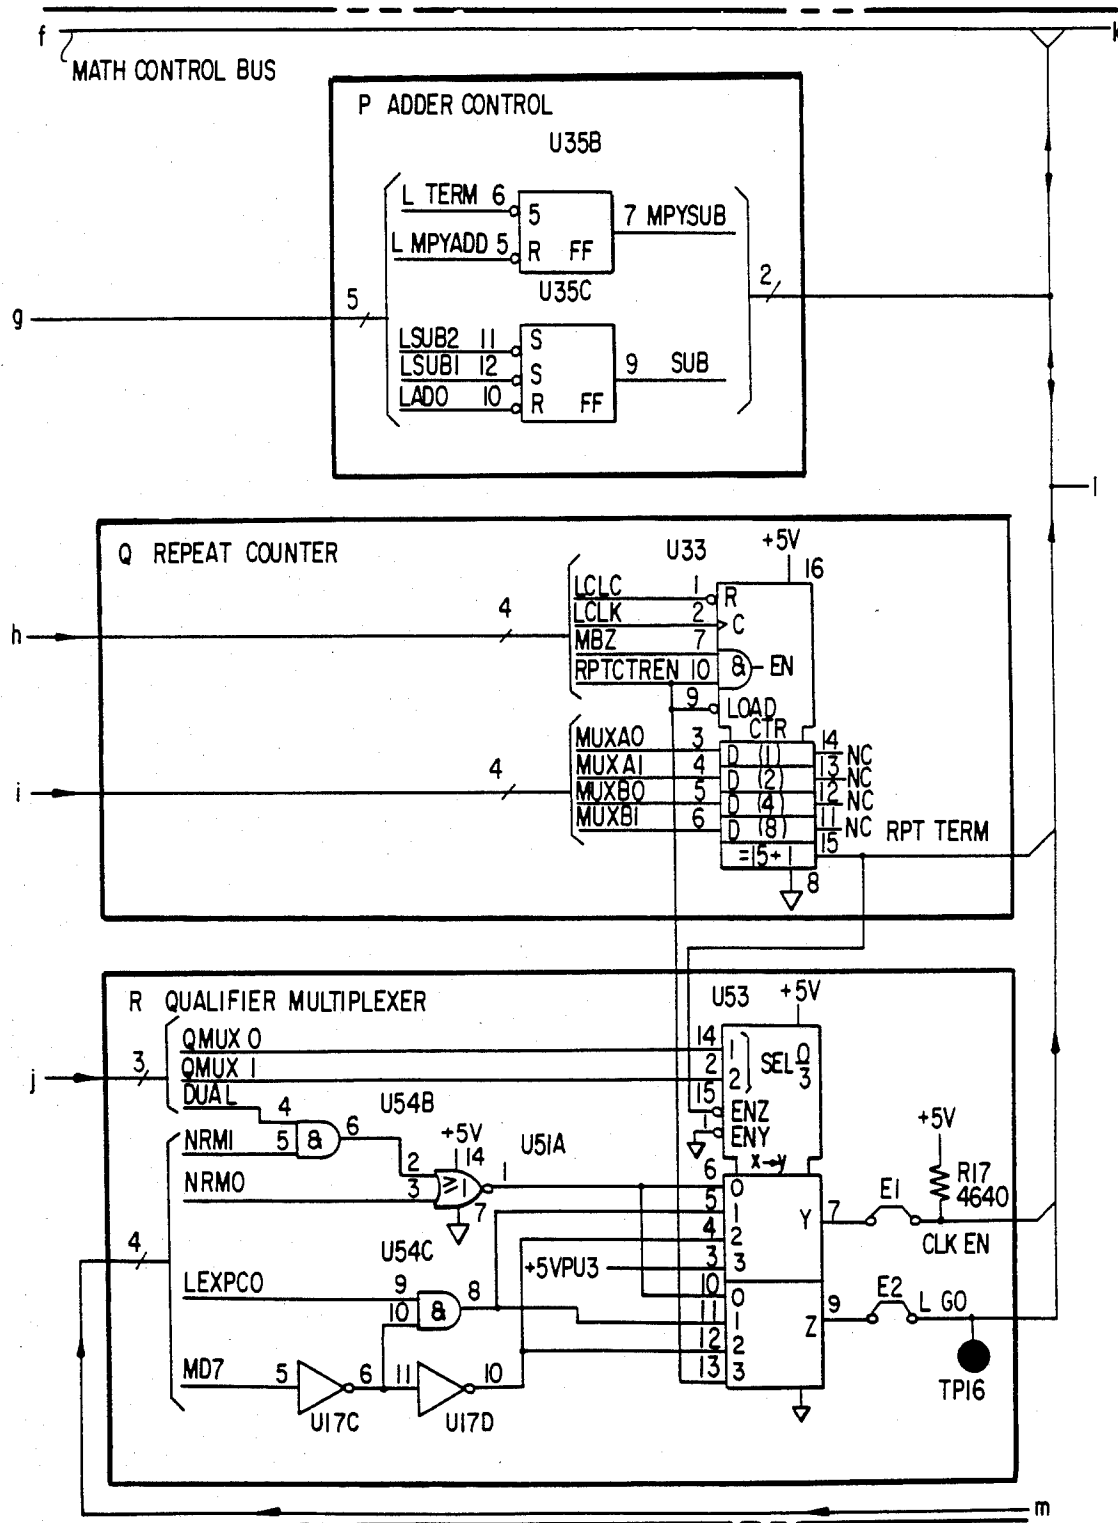 f
k
MATH CONTROL BUS
P ADDER CONTROL
U35B
L TERM 6
5
7 MPYSUB
L MPYADD 5
R FF
U35C
5
2
g
LSUB2 11
S
LSUB1 12
S
9 SUB
LADO 10
R FF
l
Q REPEAT COUNTER
U33
+5V
16
LCLC 1
R
4
LCLK 2
C
h
MBZ 7
RPTCTREN 10
& EN
9
LOAD
CTR
MUXA0 3
D (1)
14 NC
MUXA1 4
D (2)
13 NC
i
4
MUXB0 5
D (4)
12 NC
MUXB1 6
D (8)
11 NC
RPT TERM
15
=15+1
8
R QUALIFIER MULTIPLEXER
U53
+5V
QMUX 0
14
1
SEL 0/3
j
3
QMUX 1
2
2
DUAL
15
ENZ
4
U54B
1
ENY
NRM1
5
&
6
+5V
14
U51A
x→y
2
1
6
0
NRM0
3
≥1
7
5
1
Y
7
E1
+5V
R17
4640
4
2
CLK EN
4
U54C
+5VPU3
3
3
LEXPCO
9
8
10
0
10
&
11
1
Z
9
E2
L GO
12
2
MD7
5
6
11
10
13
3
U17C
U17D
TP16
m